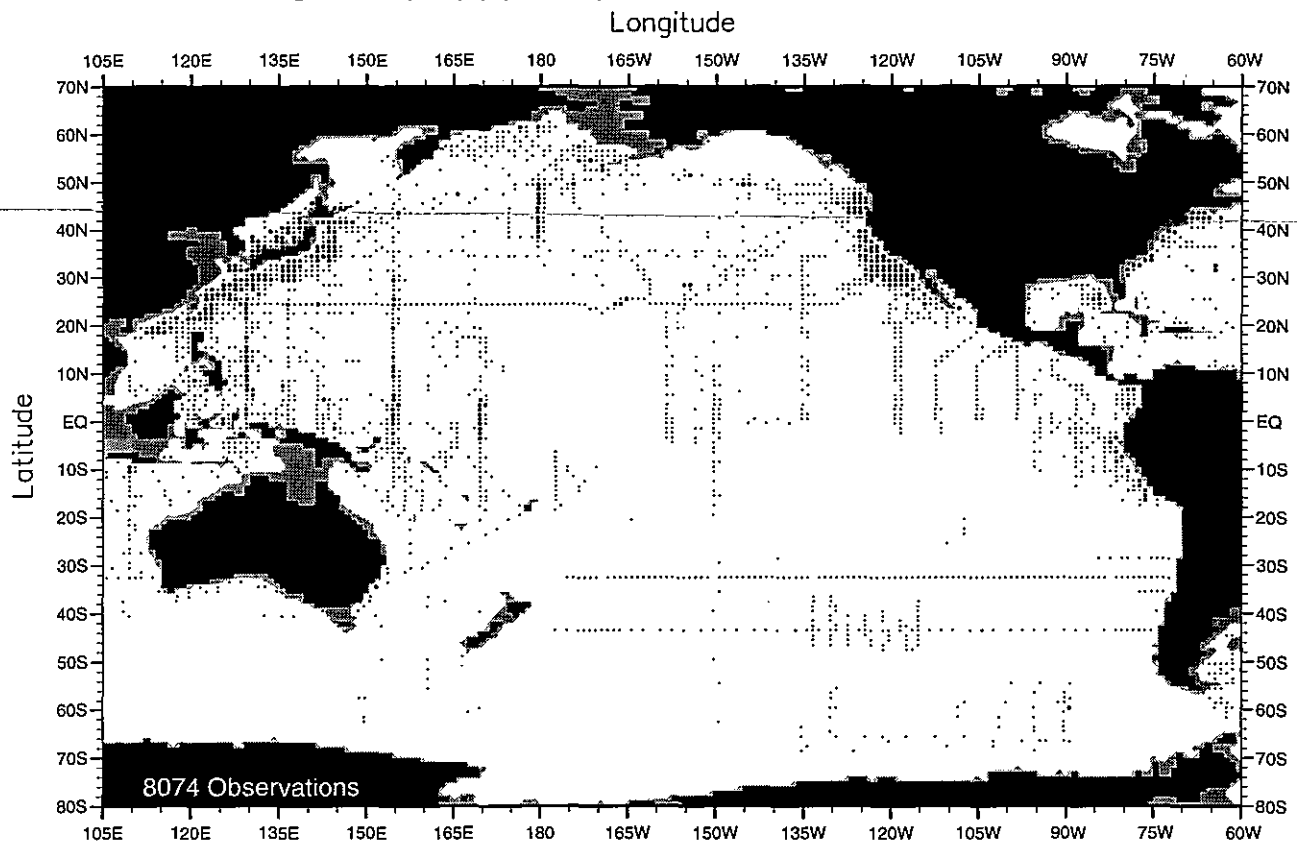 Longitude
105E 120E 135E 150E 165E 180 165W 150W 135W 120W 105W 90W 75W 60W
70N 70N
60N 60N
50N 50N
40N 40N
30N 30N
20N 20N
10N 10N
EQ EQ
10S 10S
20S 20S
30S 30S
40S 40S
50S 50S
60S 60S
70S 70S
80S 80S
Latitude
8074 Observations
105E 120E 135E 150E 165E 180 165W 150W 135W 120W 105W 90W 75W 60W